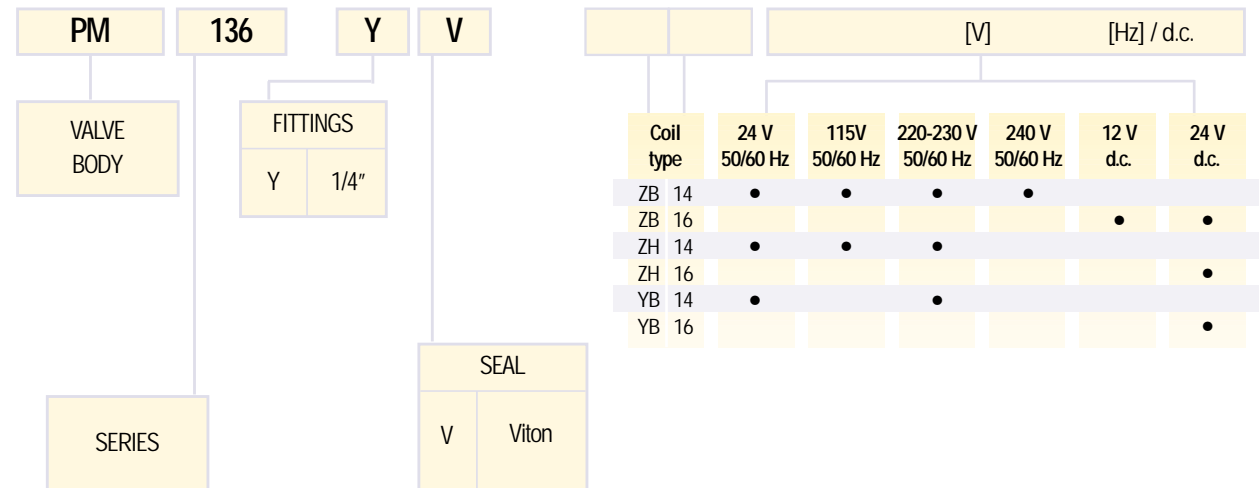 PM 136 Y V [V] [Hz] / d.c.
VALVE
BODY
FITTINGS
Y 1/4"
SERIES
SEAL
V Viton
Coil type 24 V 50/60 Hz 115V 50/60 Hz 220-230 V 50/60 Hz 240 V 50/60 Hz 12 V d.c. 24 V d.c.
ZB 14 ● ● ● ●
ZB 16 ● ●
ZH 14 ● ● ●
ZH 16 ●
YB 14 ● ●
YB 16 ●